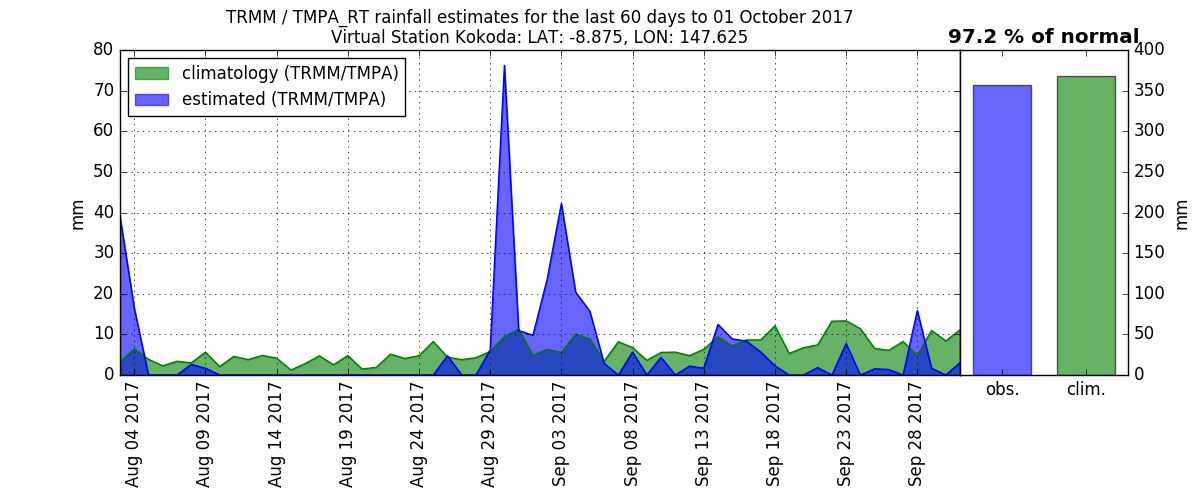 TRMM / TMPA_RT rainfall estimates for the last 60 days to 01 October 2017
Virtual Station Kokoda: LAT: -8.875, LON: 147.625
97.2 % of normal
climatology (TRMM/TMPA)
estimated (TRMM/TMPA)
mm
80
70
60
50
40
30
20
10
0
Aug 04 2017
Aug 09 2017
Aug 14 2017
Aug 19 2017
Aug 24 2017
Aug 29 2017
Sep 03 2017
Sep 08 2017
Sep 13 2017
Sep 18 2017
Sep 23 2017
Sep 28 2017
obs.
clim.
400
350
300
250
200
150
100
50
0
mm